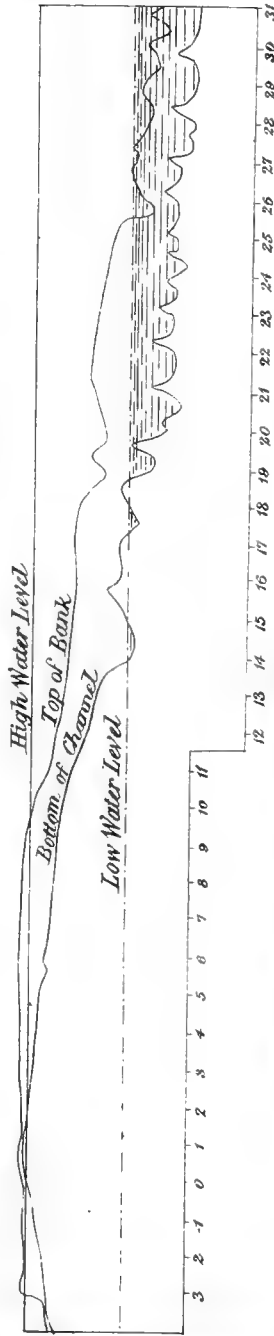 High Water Level
Top of Bank
Bottom of Channel
Low Water Level
3 2 -1 0 1 2 3 4 5 6 7 8 9 10 11 12 13 14 15 16 17 18 19 20 21 22 23 24 25 26 27 28 29 30 31